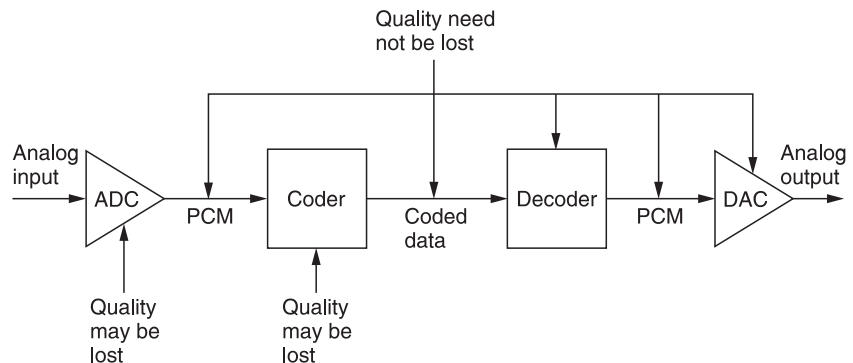 Quality need
not be lost
Analog
input
ADC
PCM
Coder
Coded
data
Decoder
PCM
DAC
Analog
output
Quality
may be
lost
Quality
may be
lost